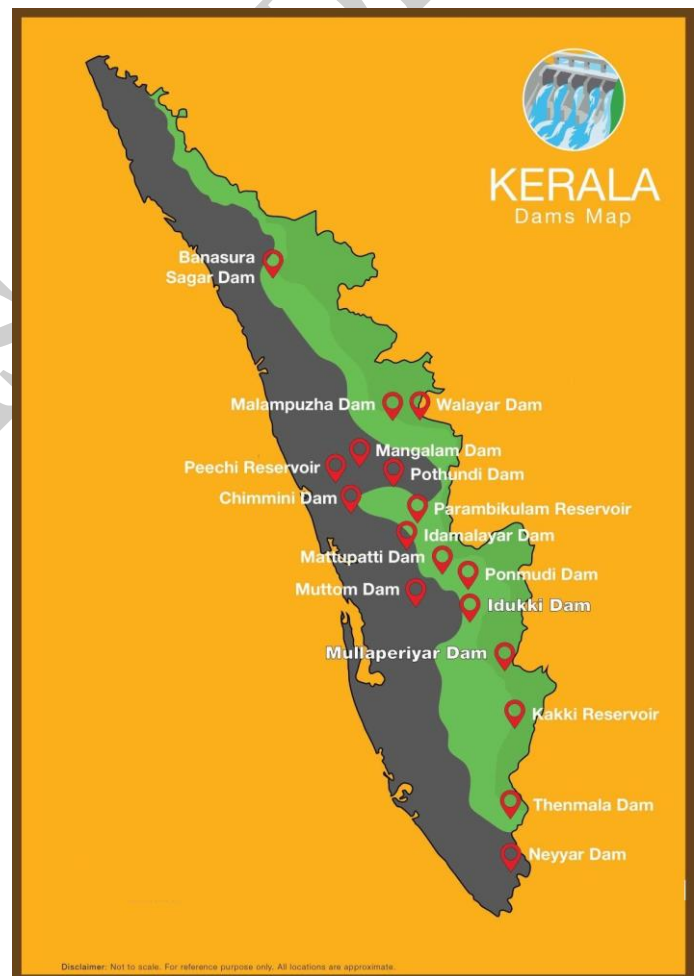 KERALA
Dams Map
Banasura
Sagar Dam
Malampuzha Dam
Walayar Dam
Mangalam Dam
Peechi Reservoir
Pothundi Dam
Chimmini Dam
Parambikulam Reservoir
Idamalayar Dam
Mattupatti Dam
Ponmudi Dam
Muttom Dam
Idukki Dam
Mullaperiyar Dam
Kakki Reservoir
Thenmala Dam
Neyyar Dam
Disclaimer: Not to scale. For reference purpose only. All locations are approximate.